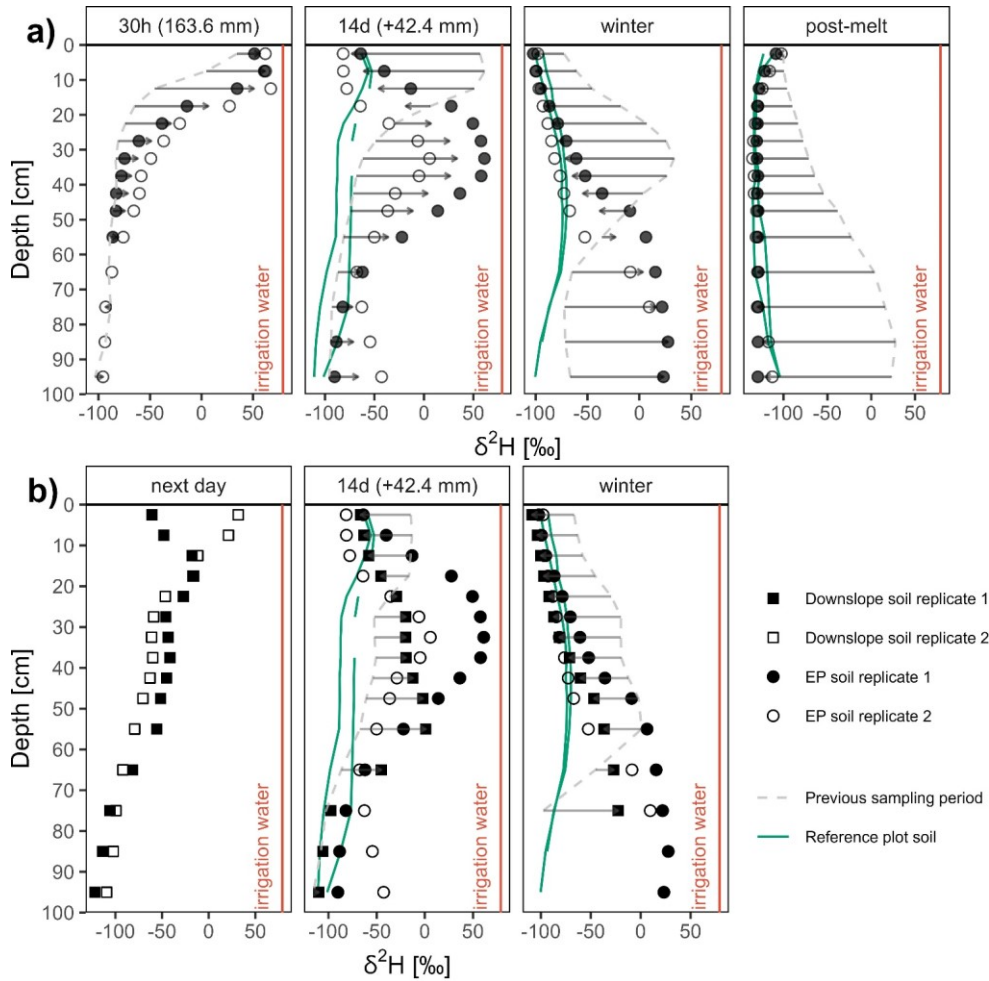 a)
30h (163.6 mm)
14d (+42.4 mm)
winter
post-melt
Depth [cm]
0
10
20
30
40
50
60
70
80
90
100
irrigation water
irrigation water
irrigation water
irrigation water
-100 -50 0 50
-100 -50 0 50
-100 -50 0 50
-100 -50 0 50
δ²H [‰]
b)
next day
14d (+42.4 mm)
winter
Depth [cm]
0
10
20
30
40
50
60
70
80
90
100
irrigation water
irrigation water
irrigation water
-100 -50 0 50
-100 -50 0 50
-100 -50 0 50
δ²H [‰]
Downslope soil replicate 1
Downslope soil replicate 2
EP soil replicate 1
EP soil replicate 2
Previous sampling period
Reference plot soil